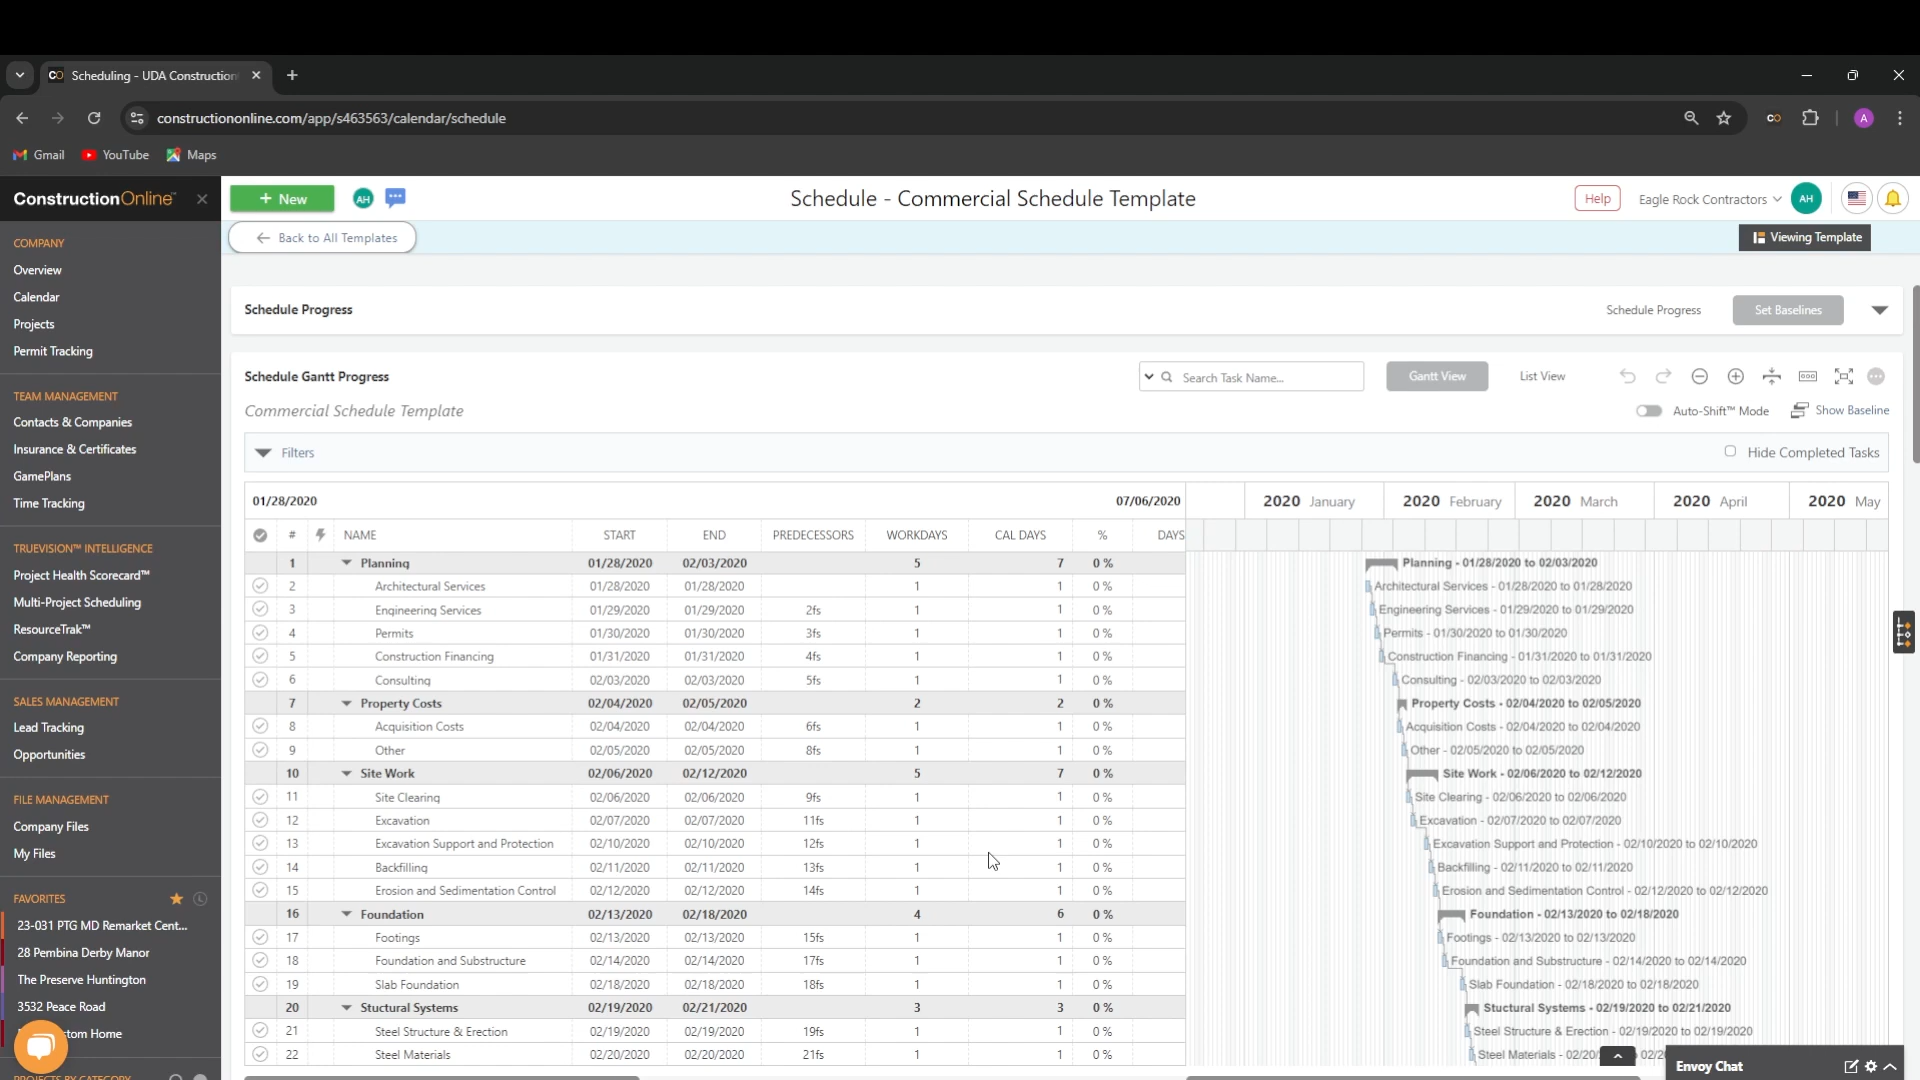 Scheduling - UDA Construction
constructiononline.com/app/s463563/calendar/schedule
A
Gmail YouTube Maps
ConstructionOnline™
+ New AH
Schedule - Commercial Schedule Template
Help Eagle Rock Contractors AH
Back to All Templates
Viewing Template
COMPANY
Overview
Calendar
Projects
Permit Tracking
TEAM MANAGEMENT
Contacts & Companies
Insurance & Certificates
GamePlans
Time Tracking
TRUEVISION™ INTELLIGENCE
Project Health Scorecard™
Multi-Project Scheduling
ResourceTrak™
Company Reporting
SALES MANAGEMENT
Lead Tracking
Opportunities
FILE MANAGEMENT
Company Files
My Files
FAVORITES
23-031 PTG MD Remarket Cent...
28 Pembina Derby Manor
The Preserve Huntington
3532 Peace Road
tom Home
PROJECTS BY CATEGORY
Schedule Progress
Schedule Progress Set Baselines
Schedule Gantt Progress
Search Task Name... Gantt View List View
Commercial Schedule Template
Auto-Shift™ Mode Show Baseline
Filters
Hide Completed Tasks
01/28/2020 07/06/2020
2020 January 2020 February 2020 March 2020 April 2020 May
# NAME START END PREDECESSORS WORKDAYS CAL DAYS % DAYS
1 Planning 01/28/2020 02/03/2020 5 7 0 % Planning - 01/28/2020 to 02/03/2020
2 Architectural Services 01/28/2020 01/28/2020 1 1 0 % Architectural Services - 01/28/2020 to 01/28/2020
3 Engineering Services 01/29/2020 01/29/2020 2fs 1 1 0 % Engineering Services - 01/29/2020 to 01/29/2020
4 Permits 01/30/2020 01/30/2020 3fs 1 1 0 % Permits - 01/30/2020 to 01/30/2020
5 Construction Financing 01/31/2020 01/31/2020 4fs 1 1 0 % Construction Financing - 01/31/2020 to 01/31/2020
6 Consulting 02/03/2020 02/03/2020 5fs 1 1 0 % Consulting - 02/03/2020 to 02/03/2020
7 Property Costs 02/04/2020 02/05/2020 2 2 0 % Property Costs - 02/04/2020 to 02/05/2020
8 Acquisition Costs 02/04/2020 02/04/2020 6fs 1 1 0 % Acquisition Costs - 02/04/2020 to 02/04/2020
9 Other 02/05/2020 02/05/2020 8fs 1 1 0 % Other - 02/05/2020 to 02/05/2020
10 Site Work 02/06/2020 02/12/2020 5 7 0 % Site Work - 02/06/2020 to 02/12/2020
11 Site Clearing 02/06/2020 02/06/2020 9fs 1 1 0 % Site Clearing - 02/06/2020 to 02/06/2020
12 Excavation 02/07/2020 02/07/2020 11fs 1 1 0 % Excavation - 02/07/2020 to 02/07/2020
13 Excavation Support and Protection 02/10/2020 02/10/2020 12fs 1 1 0 % Excavation Support and Protection - 02/10/2020 to 02/10/2020
14 Backfilling 02/11/2020 02/11/2020 13fs 1 1 0 % Backfilling - 02/11/2020 to 02/11/2020
15 Erosion and Sedimentation Control 02/12/2020 02/12/2020 14fs 1 1 0 % Erosion and Sedimentation Control - 02/12/2020 to 02/12/2020
16 Foundation 02/13/2020 02/18/2020 4 6 0 % Foundation - 02/13/2020 to 02/18/2020
17 Footings 02/13/2020 02/13/2020 15fs 1 1 0 % Footings - 02/13/2020 to 02/13/2020
18 Foundation and Substructure 02/14/2020 02/14/2020 17fs 1 1 0 % Foundation and Substructure - 02/14/2020 to 02/14/2020
19 Slab Foundation 02/18/2020 02/18/2020 18fs 1 1 0 % Slab Foundation - 02/18/2020 to 02/18/2020
20 Stuctural Systems 02/19/2020 02/21/2020 3 3 0 % Stuctural Systems - 02/19/2020 to 02/21/2020
21 Steel Structure & Erection 02/19/2020 02/19/2020 19fs 1 1 0 % Steel Structure & Erection - 02/19/2020 to 02/19/2020
22 Steel Materials 02/20/2020 02/20/2020 21fs 1 1 0 % Steel Materials - 02/20/ 02/2
Envoy Chat